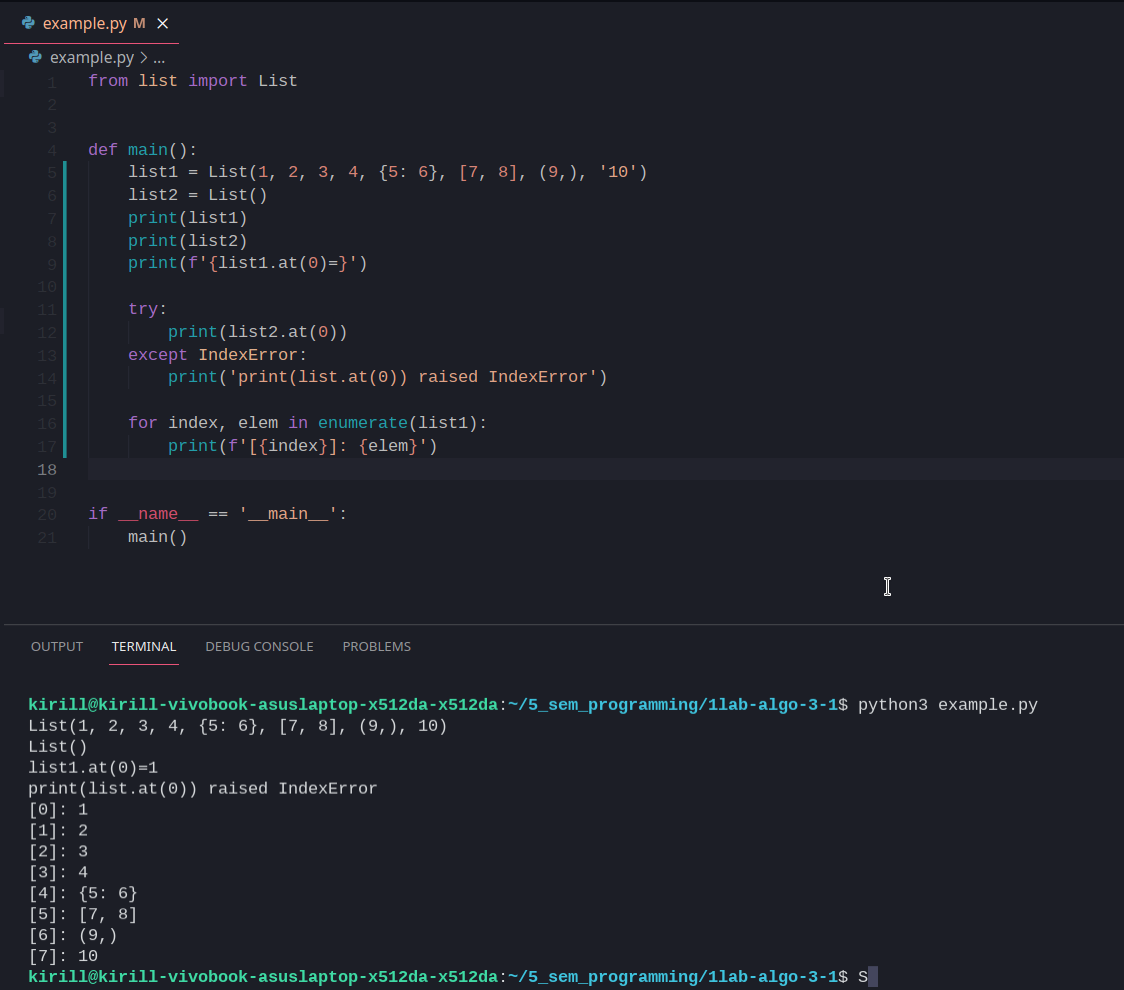 example.py M ×
example.py > ...
1 from list import List
2
3
4 def main():
5     list1 = List(1, 2, 3, 4, {5: 6}, [7, 8], (9,), '10')
6     list2 = List()
7     print(list1)
8     print(list2)
9     print(f'{list1.at(0)=}')
10
11     try:
12         print(list2.at(0))
13     except IndexError:
14         print('print(list.at(0)) raised IndexError')
15
16     for index, elem in enumerate(list1):
17         print(f'[{index}]: {elem}')
18
19
20 if __name__ == '__main__':
21     main()
OUTPUT TERMINAL DEBUG CONSOLE PROBLEMS
kirill@kirill-vivobook-asuslaptop-x512da-x512da:~/5_sem_programming/1lab-algo-3-1$ python3 example.py
List(1, 2, 3, 4, {5: 6}, [7, 8], (9,), 10)
List()
list1.at(0)=1
print(list.at(0)) raised IndexError
[0]: 1
[1]: 2
[2]: 3
[3]: 4
[4]: {5: 6}
[5]: [7, 8]
[6]: (9,)
[7]: 10
kirill@kirill-vivobook-asuslaptop-x512da-x512da:~/5_sem_programming/1lab-algo-3-1$ S